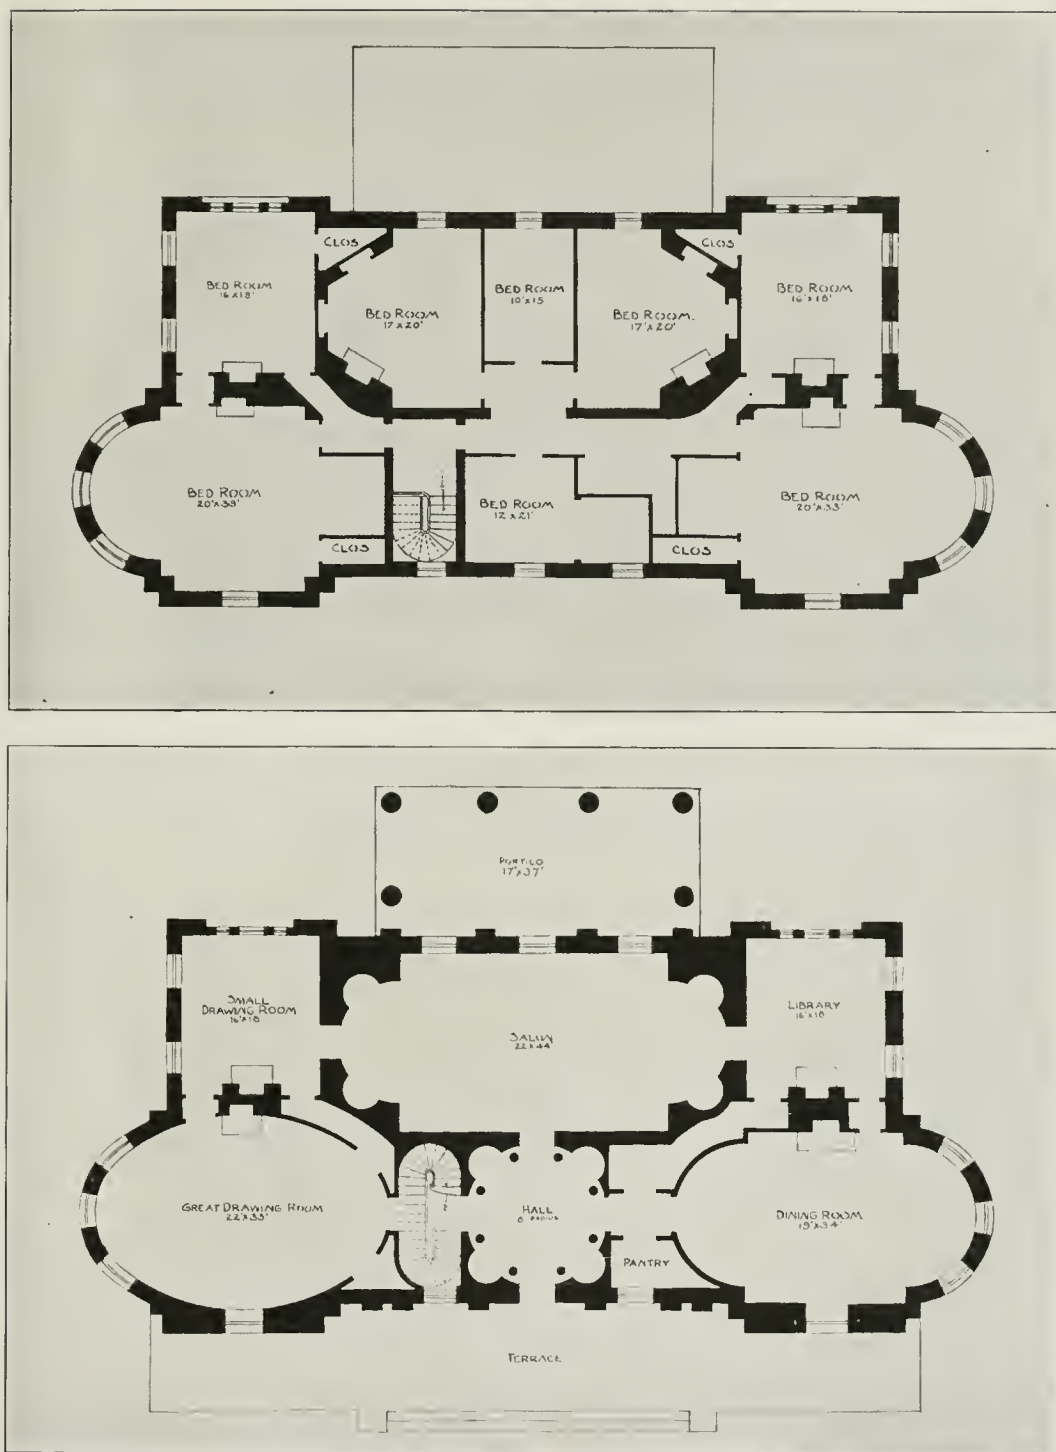 CLOS
CLOS
BED ROOM
16'X18'
BED ROOM
10'X15
BED ROOM
16'X18'
BED ROOM
17'X20'
BED ROOM.
17'X20'
BED ROOM
20'X33'
BED ROOM
12'X21'
BED ROOM
20'X33'
CLOS
CLOS
PORTICO
17'X37'
SMALL
DRAWING ROOM
16'X18
LIBRARY
16'X18
SALON
22'X44'
GREAT DRAWING ROOM
22'X33'
HALL
RADIUS
DINING ROOM
19'X34'
PANTRY
TERRACE